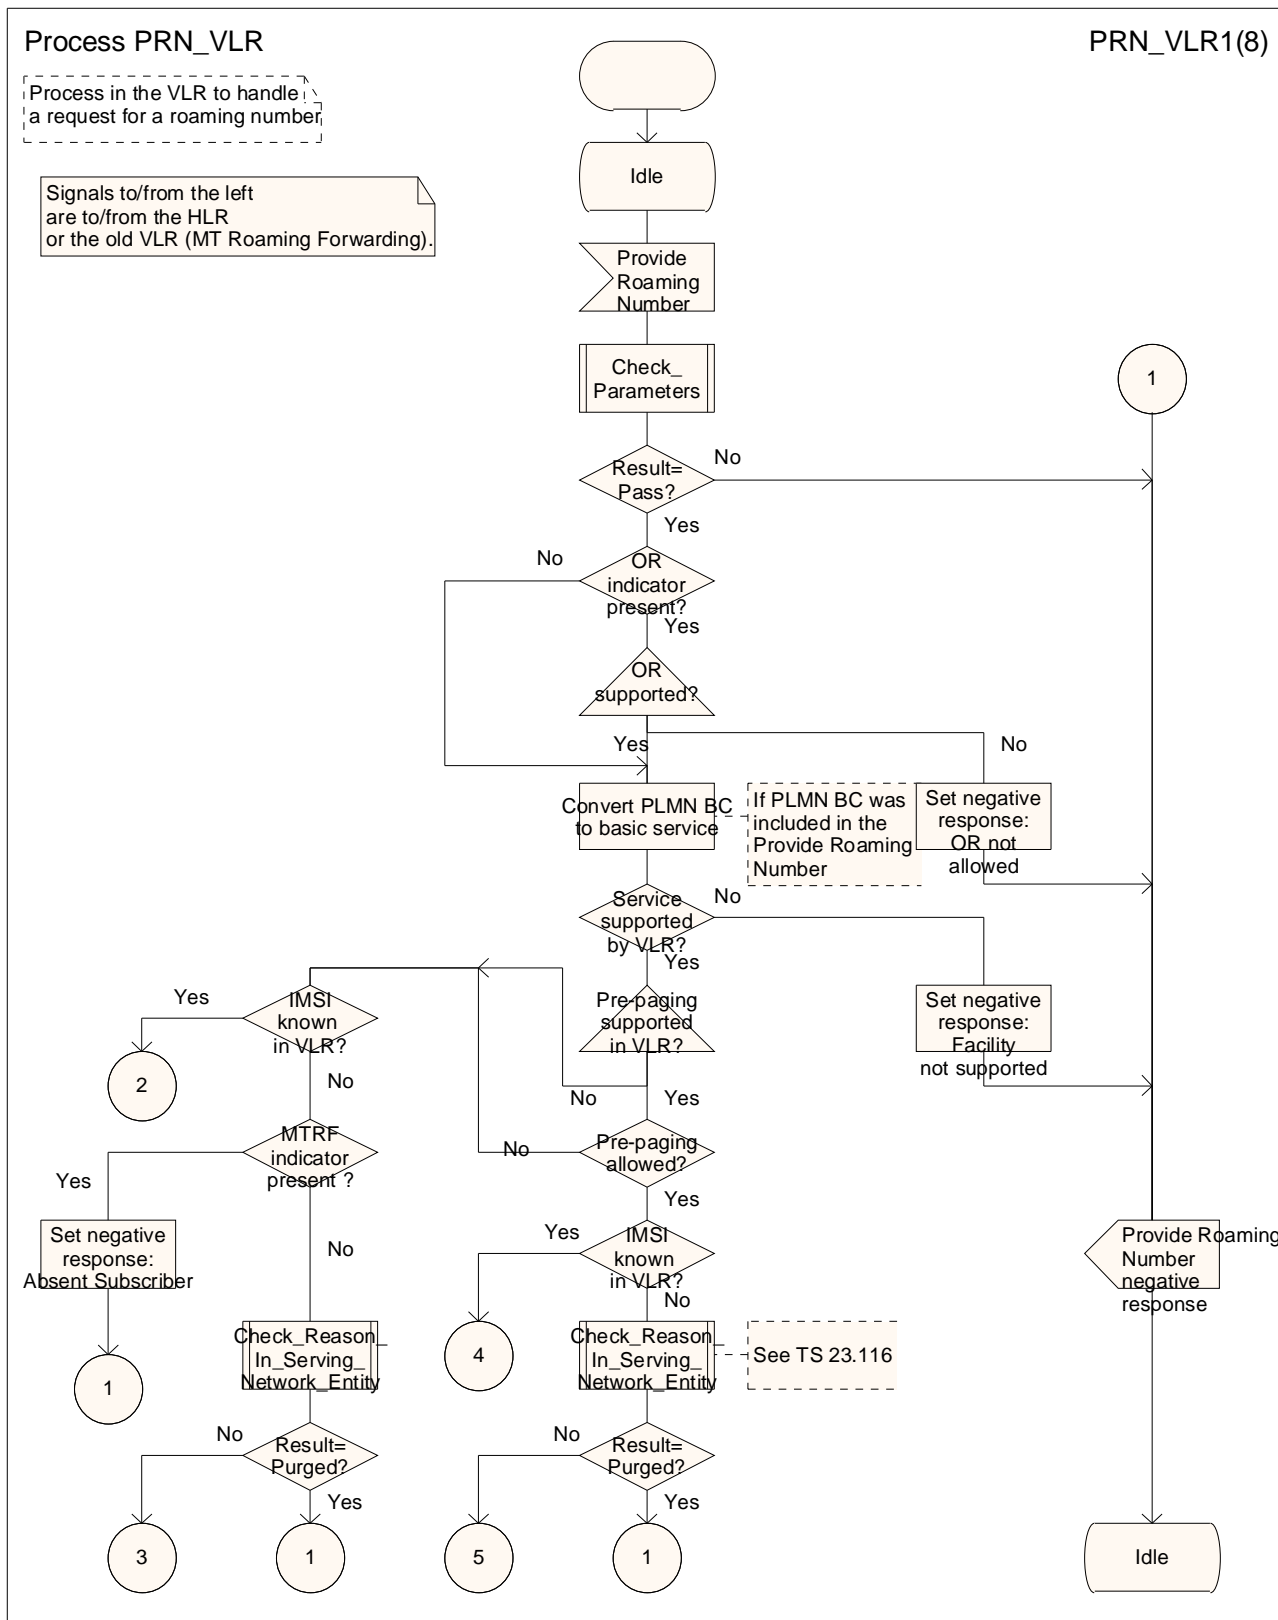 Process PRN_VLR
PRN_VLR1(8)
Process in the VLR to handle
a request for a roaming number
Signals to/from the left
are to/from the HLR
or the old VLR (MT Roaming Forwarding).
Idle
Provide
Roaming
Number
Check_
Parameters
1
Result=
Pass?
No
Yes
OR
indicator
present?
No
Yes
OR
supported?
Yes
No
Convert PLMN BC
to basic service
If PLMN BC was
included in the
Provide Roaming
Number
Set negative
response:
OR not
allowed
Service
supported
by VLR?
No
Yes
Yes
IMSI
known
in VLR?
Pre-paging
supported
in VLR?
Set negative
response:
Facility
not supported
2
No
No
Yes
MTRF
indicator
present ?
No
Pre-paging
allowed?
Yes
Yes
Set negative
response:
Absent Subscriber
No
Yes
IMSI
known
in VLR?
No
Provide Roaming
Number
negative
response
Check_Reason_
In_Serving_
Network_Entity
4
Check_Reason_
In_Serving_
Network_Entity
See TS 23.116
1
No
Result=
Purged?
Yes
No
Result=
Purged?
Yes
3
1
5
1
Idle